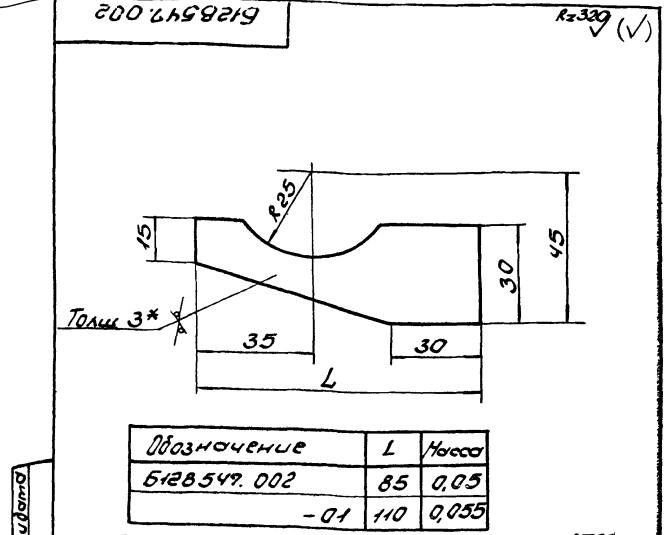 Б128547.002
Rz320 (√)
R25
15
45
30
Толщ 3*
35
30
L
Обозначение L Масса
Б128547.002 85 0,05
-01 110 0,055